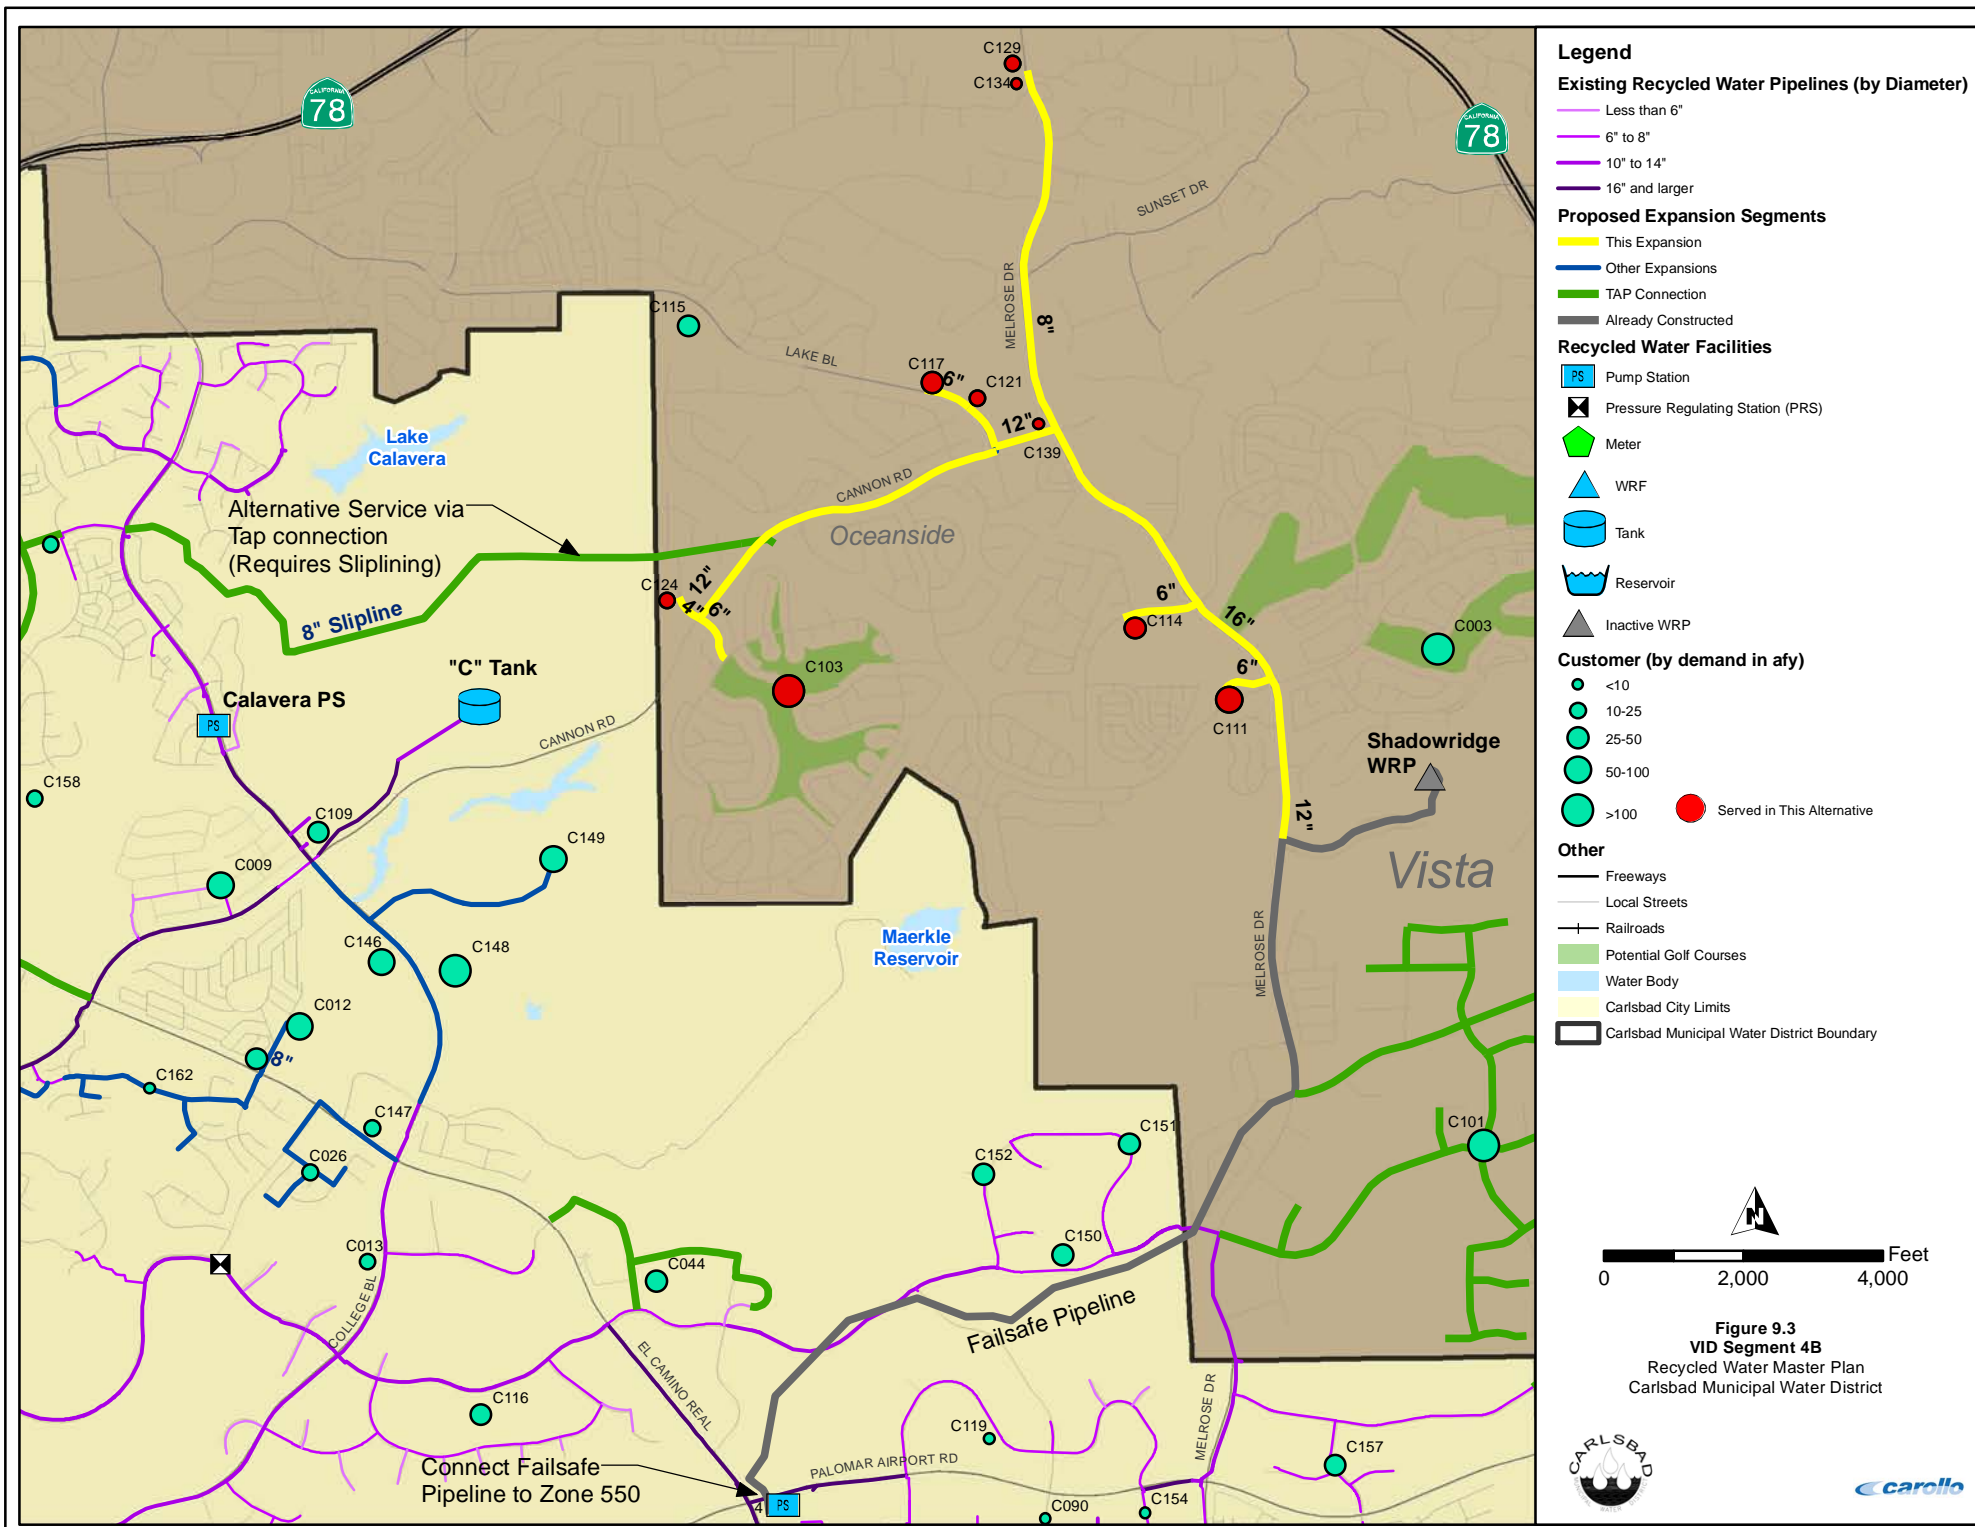 C129
C134
CALIFORNIA
78
CALIFORNIA
78
SUNSET DR
MELROSE DR
8"
C115
LAKE BL
C117
6"
C121
12"
C139
CANNON RD
Oceanside
Lake
Calavera
Alternative Service via
Tap connection
(Requires Sliplining)
8" Slipline
C124
12"
4"
6"
C103
6"
C114
16"
6"
C111
C003
"C" Tank
Calavera PS
PS
CANNON RD
Shadowridge
WRP
12"
Vista
C158
C109
C009
C149
C146
C148
Maerkle
Reservoir
MELROSE DR
C012
8"
C162
C147
C026
C151
C152
C150
C101
C013
C044
COLLEGE BL
Failsafe Pipeline
EL CAMINO REAL
C116
C119
MELROSE DR
C157
PALOMAR AIRPORT RD
Connect Failsafe
Pipeline to Zone 550
4
PS
C090
C154
Legend
Existing Recycled Water Pipelines (by Diameter)
Less than 6"
6" to 8"
10" to 14"
16" and larger
Proposed Expansion Segments
This Expansion
Other Expansions
TAP Connection
Already Constructed
Recycled Water Facilities
PS
Pump Station
Pressure Regulating Station (PRS)
Meter
WRF
Tank
Reservoir
Inactive WRP
Customer (by demand in afy)
<10
10-25
25-50
50-100
>100
Served in This Alternative
Other
Freeways
Local Streets
Railroads
Potential Golf Courses
Water Body
Carlsbad City Limits
Carlsbad Municipal Water District Boundary
N
Feet
0
2,000
4,000
Figure 9.3
VID Segment 4B
Recycled Water Master Plan
Carlsbad Municipal Water District
CARLSBAD
MUNICIPAL WATER DISTRICT
carollo